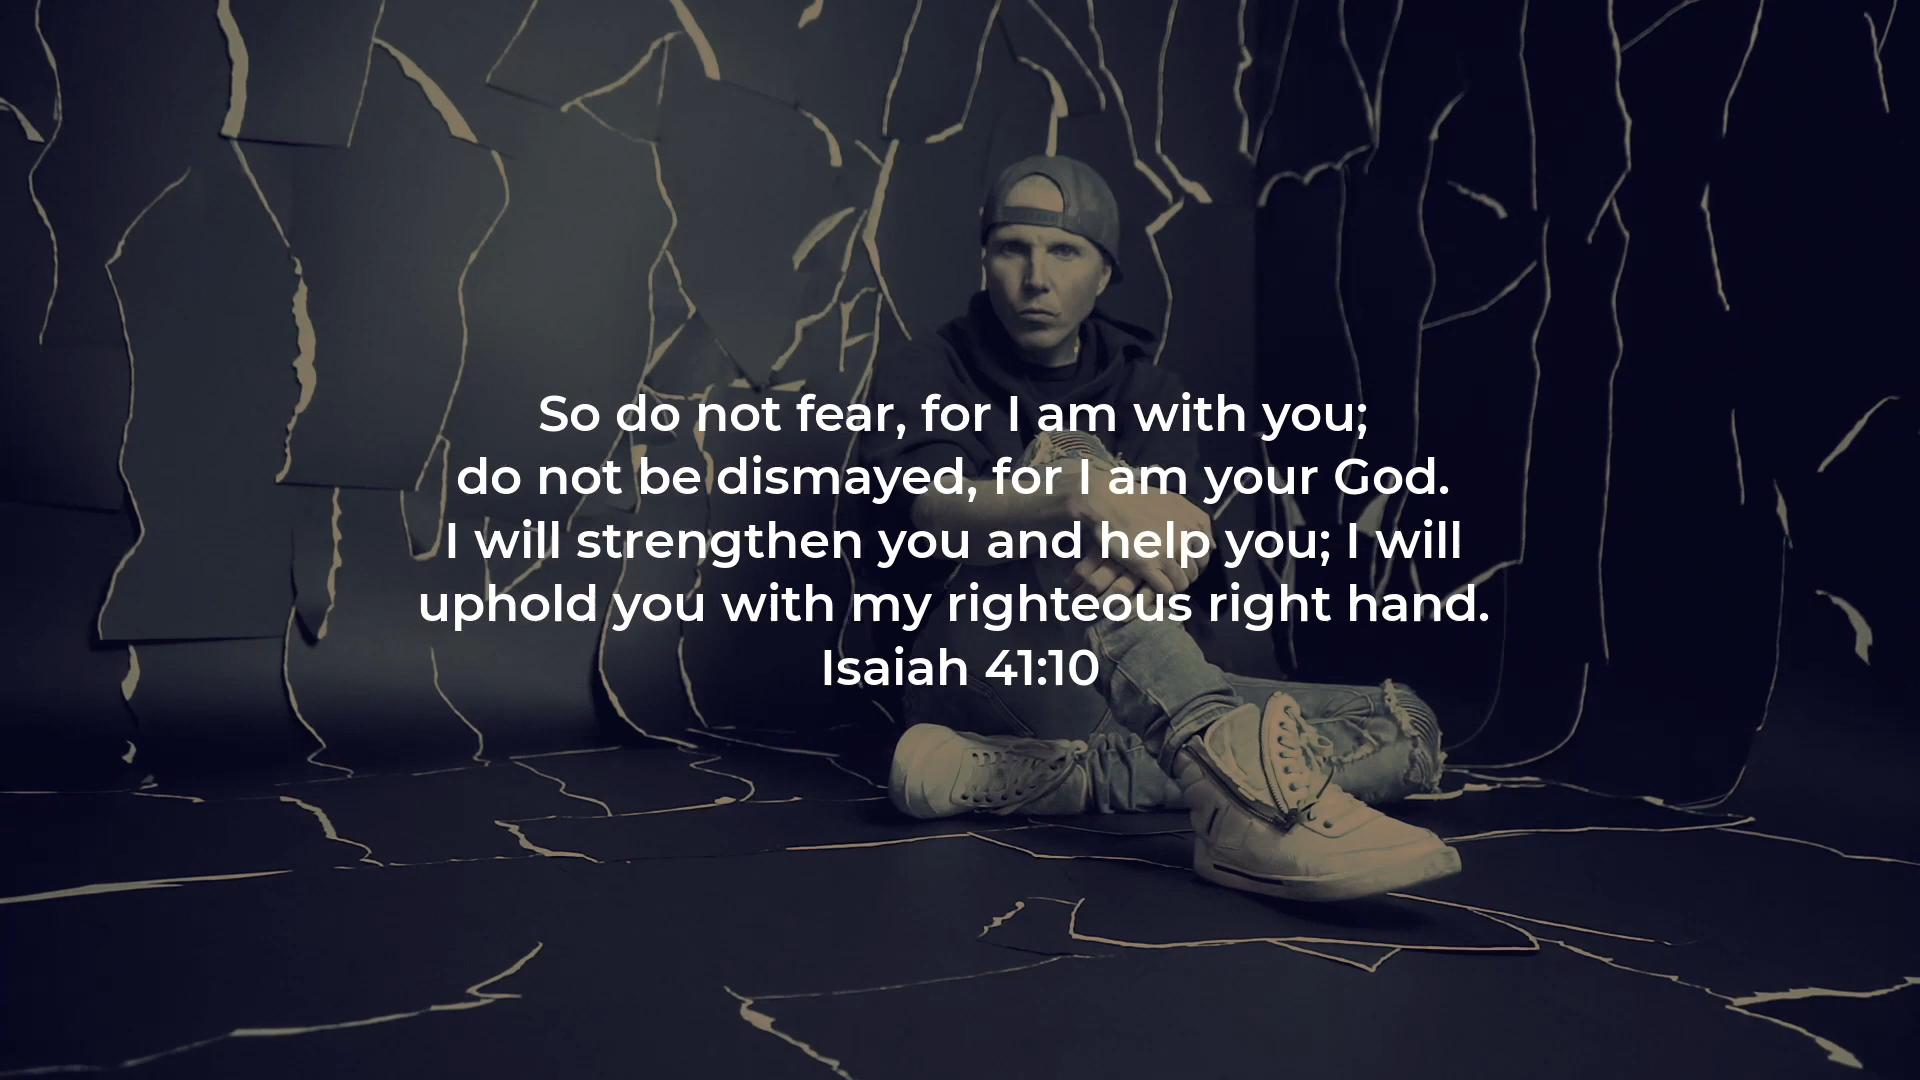 So do not fear, for I am with you;
do not be dismayed, for I am your God.
I will strengthen you and help you; I will
uphold you with my righteous right hand.
Isaiah 41:10